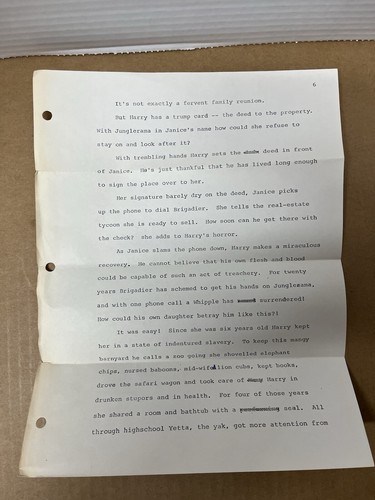 6
It's not exactly a fervent family reunion.
But Harry has a trump card -- the deed to the property.
With Junglerama in Janice's name how could she refuse to
stay on and look after it?
With trembling hands Harry sets the deed in front
of Janice. He's just thankful that he has lived long enough
to sign the place over to her.
Her signature barely dry on the deed, Janice picks
up the phone to dial Brigadier. She tells the real-estate
tycoon she is ready to sell. How soon can he get there with
the check? she adds to Harry's horror.
As Janice slams the phone down, Harry makes a miraculous
recovery. He cannot believe that his own flesh and blood
could be capable of such an act of treachery. For twenty
years Brigadier has schemed to get his hands on Junglerama,
and with one phone call a Whipple has surrendered!
How could his own daughter betray him like this?!
It was easy! Since she was six years old Harry kept
her in a state of indentured slavery. To keep this mangy
barnyard he calls a zoo going she shovelled elephant
chips, nursed baboons, mid-wifed lion cubs, kept books,
drove the safari wagon and took care of Harry in
drunken stupors and in health. For four of those years
she shared a room and bathtub with a seal. All
through highschool Yetta, the yak, got more attention from